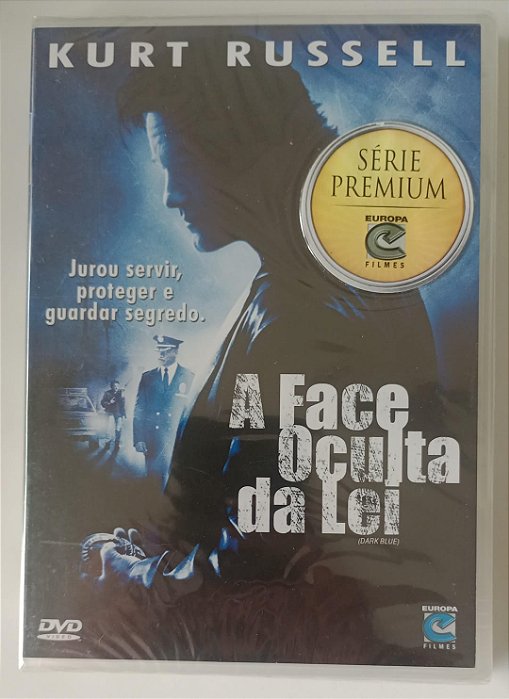 KURT RUSSELL
SÉRIE
PREMIUM
EUROPA
FILMES
Jurou servir,
proteger e
guardar segredo.
A Face
Oculta
da Lei
(DARK BLUE)
DVD
VIDEO
EUROPA
FILMES